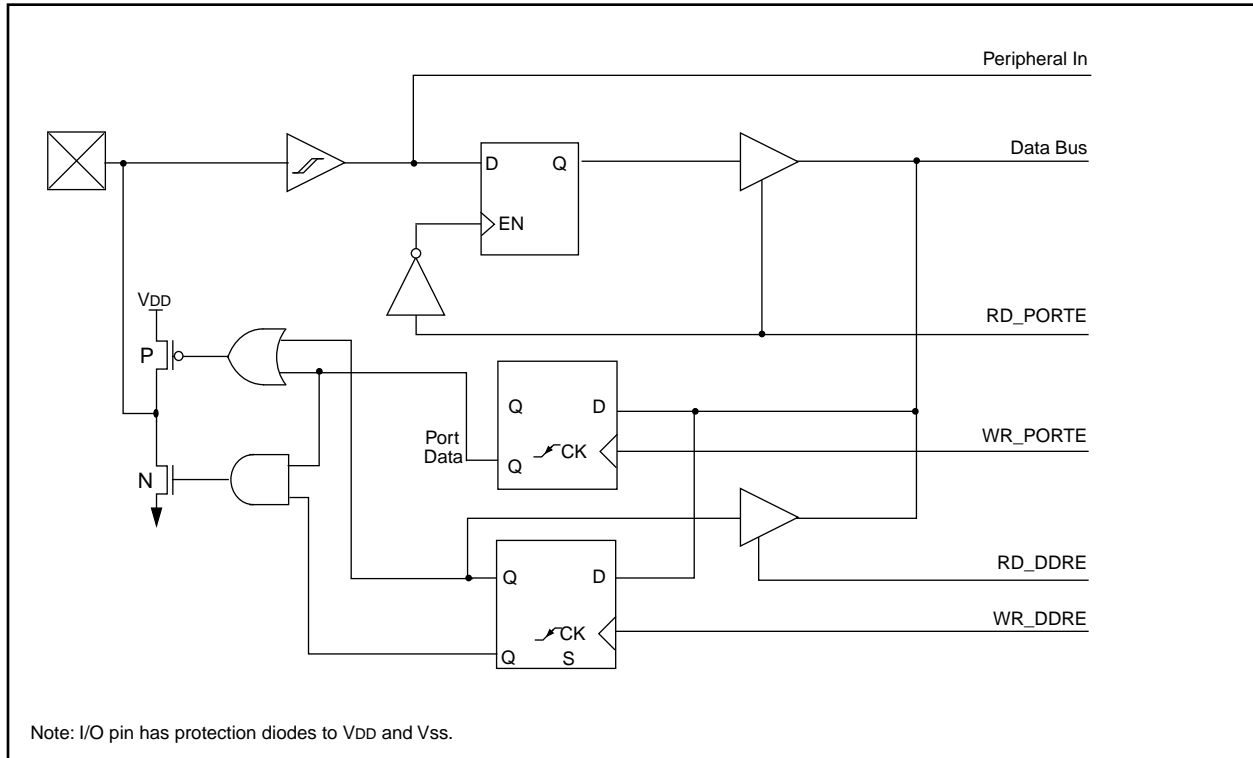 Peripheral In
D Q
Data Bus
EN
VDD
RD_PORTE
P
Q D
Port
Data
WR_PORTE
CK
Q
N
RD_DDRE
Q D
WR_DDRE
CK
Q S
Note: I/O pin has protection diodes to VDD and Vss.